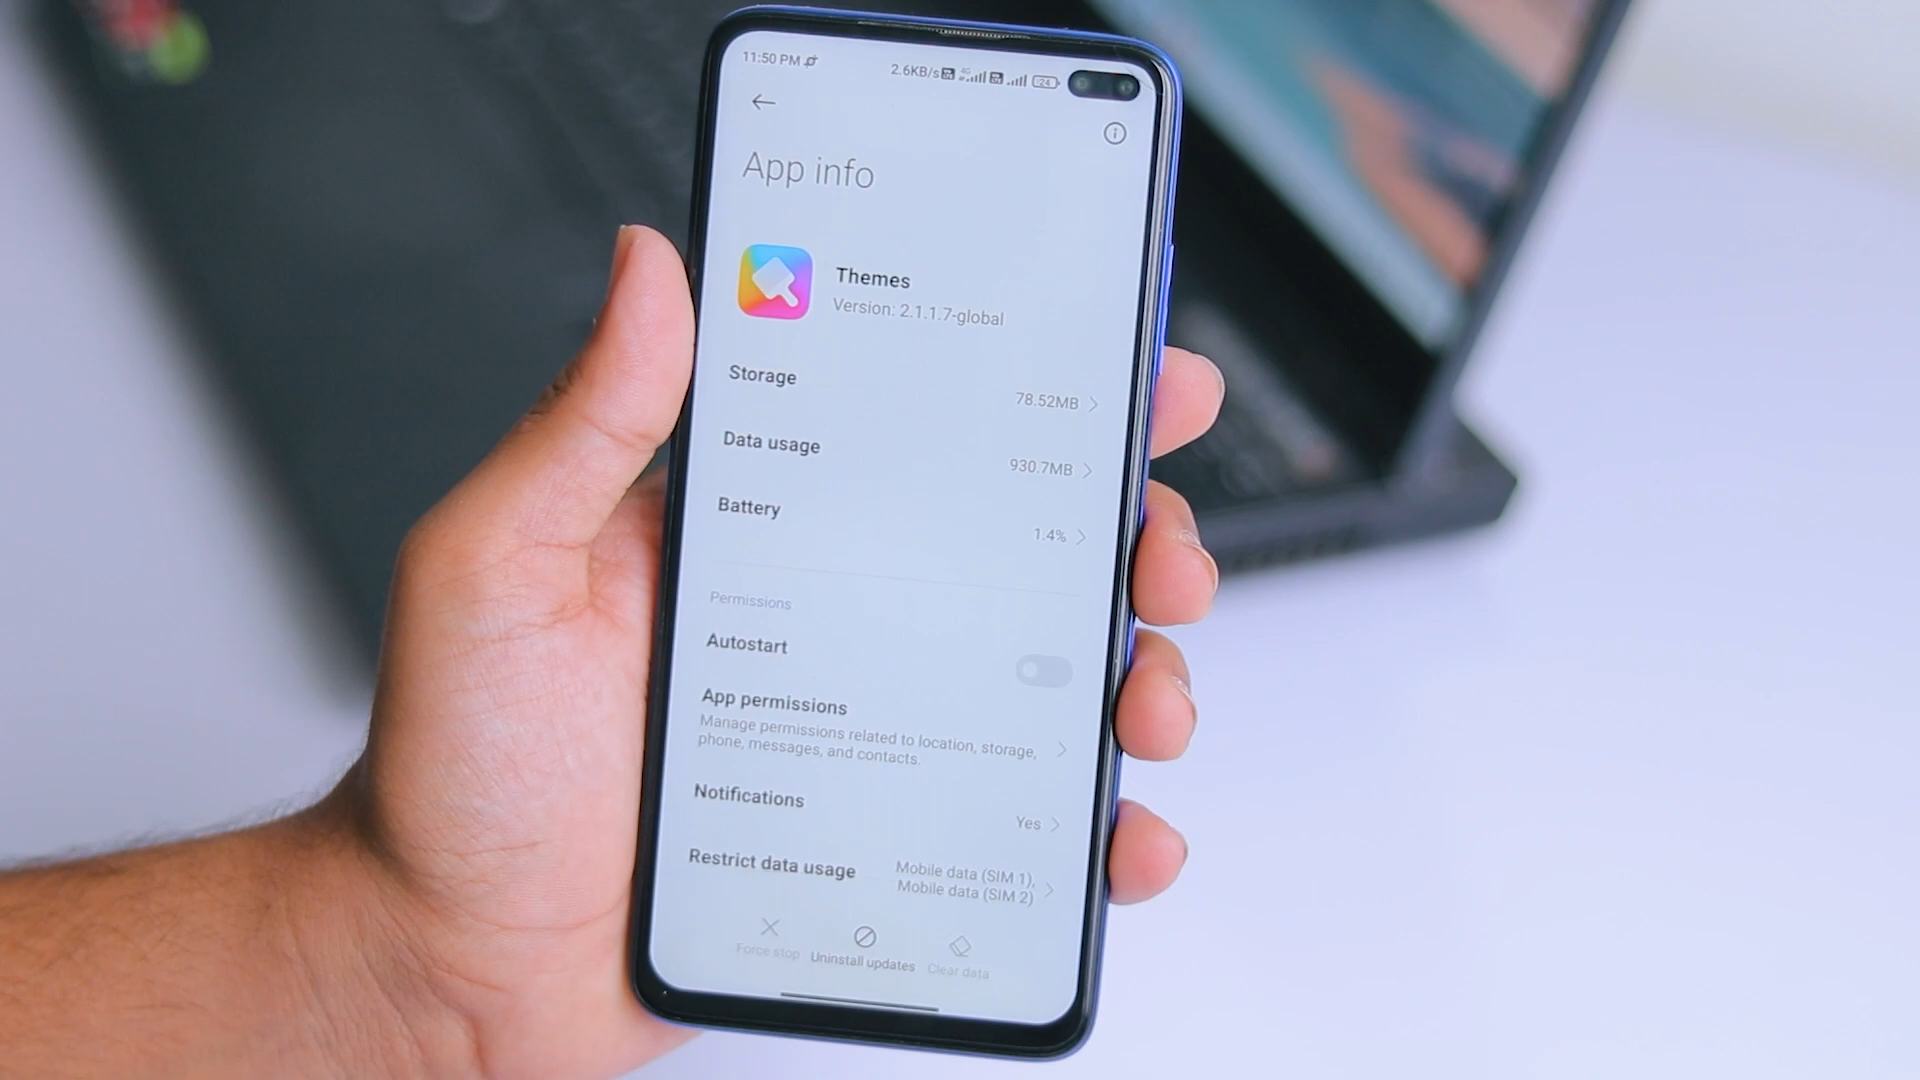 11:50 PM
2.6KB/s
4G
24
App info
Themes
Version: 2.1.1.7-global
Storage
78.52MB
Data usage
930.7MB
Battery
1.4%
Permissions
Autostart
App permissions
Manage permissions related to location, storage,
phone, messages, and contacts.
Notifications
Yes
Restrict data usage
Mobile data (SIM 1),
Mobile data (SIM 2)
Force stop
Uninstall updates
Clear data